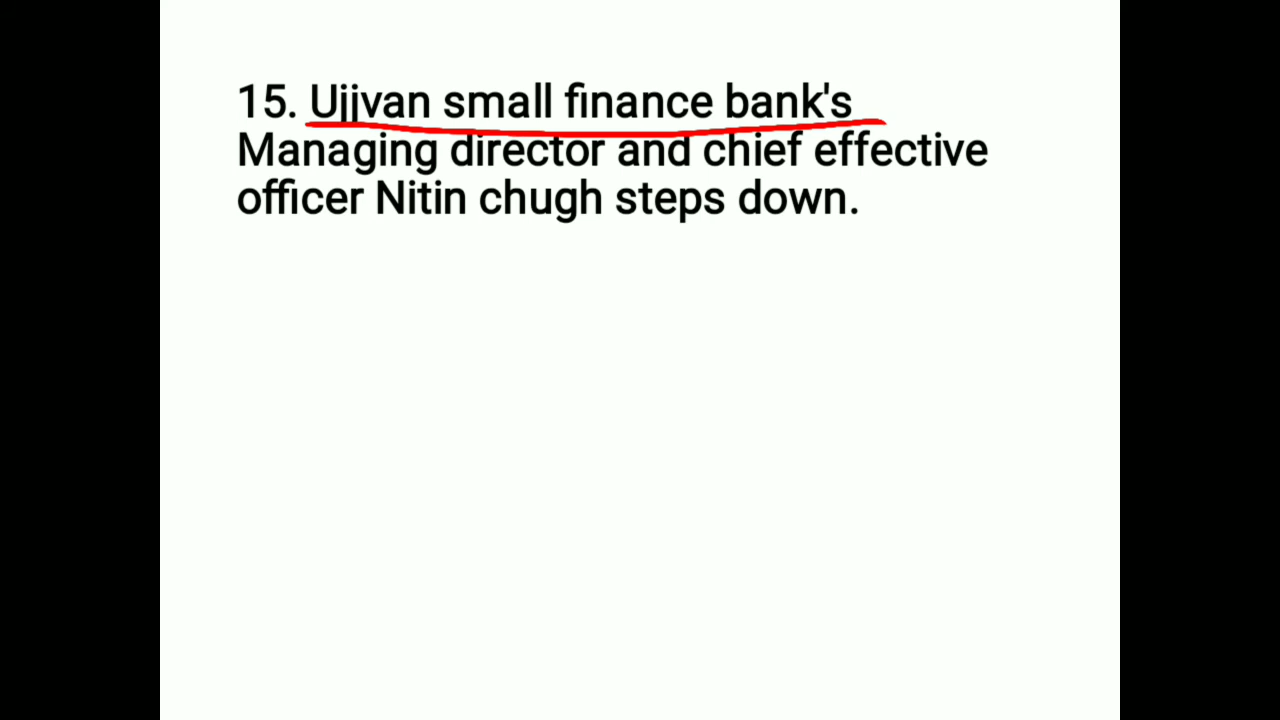 15. Ujjvan small finance bank's
Managing director and chief effective
officer Nitin chugh steps down.